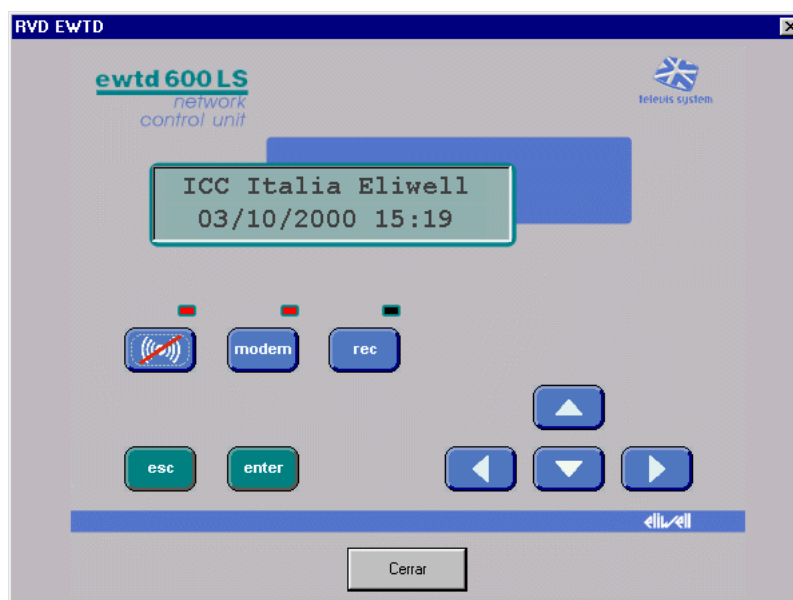 RVD EWTD
ewtd 600 LS
network
control unit
televis system
ICC Italia Eliwell
03/10/2000 15:19
modem
rec
esc
enter
eliwell
Cerrar